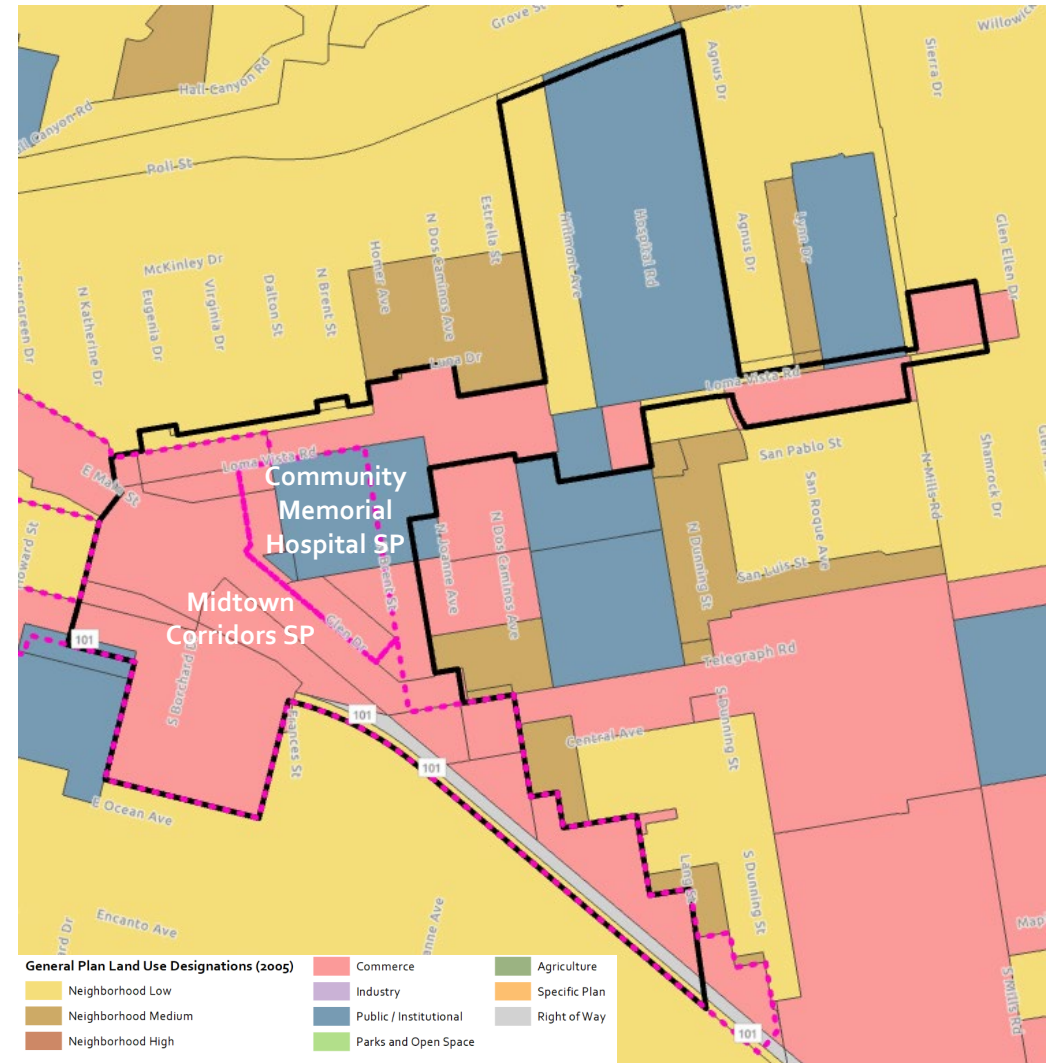 Grove St
Willowick
Hall Canyon Rd
Agnus Dr
Sierra Dr
Roll St
Estrella St
N Dos Caminos Ave
Homer Ave
Hillmont Ave
Hospital Rd
Agnus Dr
Lynn Dr
Glen Ellen Dr
McKinley Dr
N Evergreen Dr
N Katherine Dr
Eugenia Dr
Virginia Dr
Dalton St
N Brent St
Luna Dr
Loma Vista Rd
Loma Vista Rd
E Main St
Community
Memorial
Hospital SP
San Pablo St
San Roque Ave
N Mills Rd
Shamrock Dr
N Joanne Ave
N Dos Caminos Ave
N Dunning St
San Luis St
Brent St
Midtown
Corridors SP
Glen Dr
101
S Borchard Dr
Telegraph Rd
101
Frances St
S Dunning St
Central Ave
101
E Ocean Ave
Lang St
S Dunning St
Encanto Ave
anne Ave
ard Dr
S Mills Rd
101
General Plan Land Use Designations (2005)
Neighborhood Low
Neighborhood Medium
Neighborhood High
Commerce
Industry
Public / Institutional
Parks and Open Space
Agriculture
Specific Plan
Right of Way